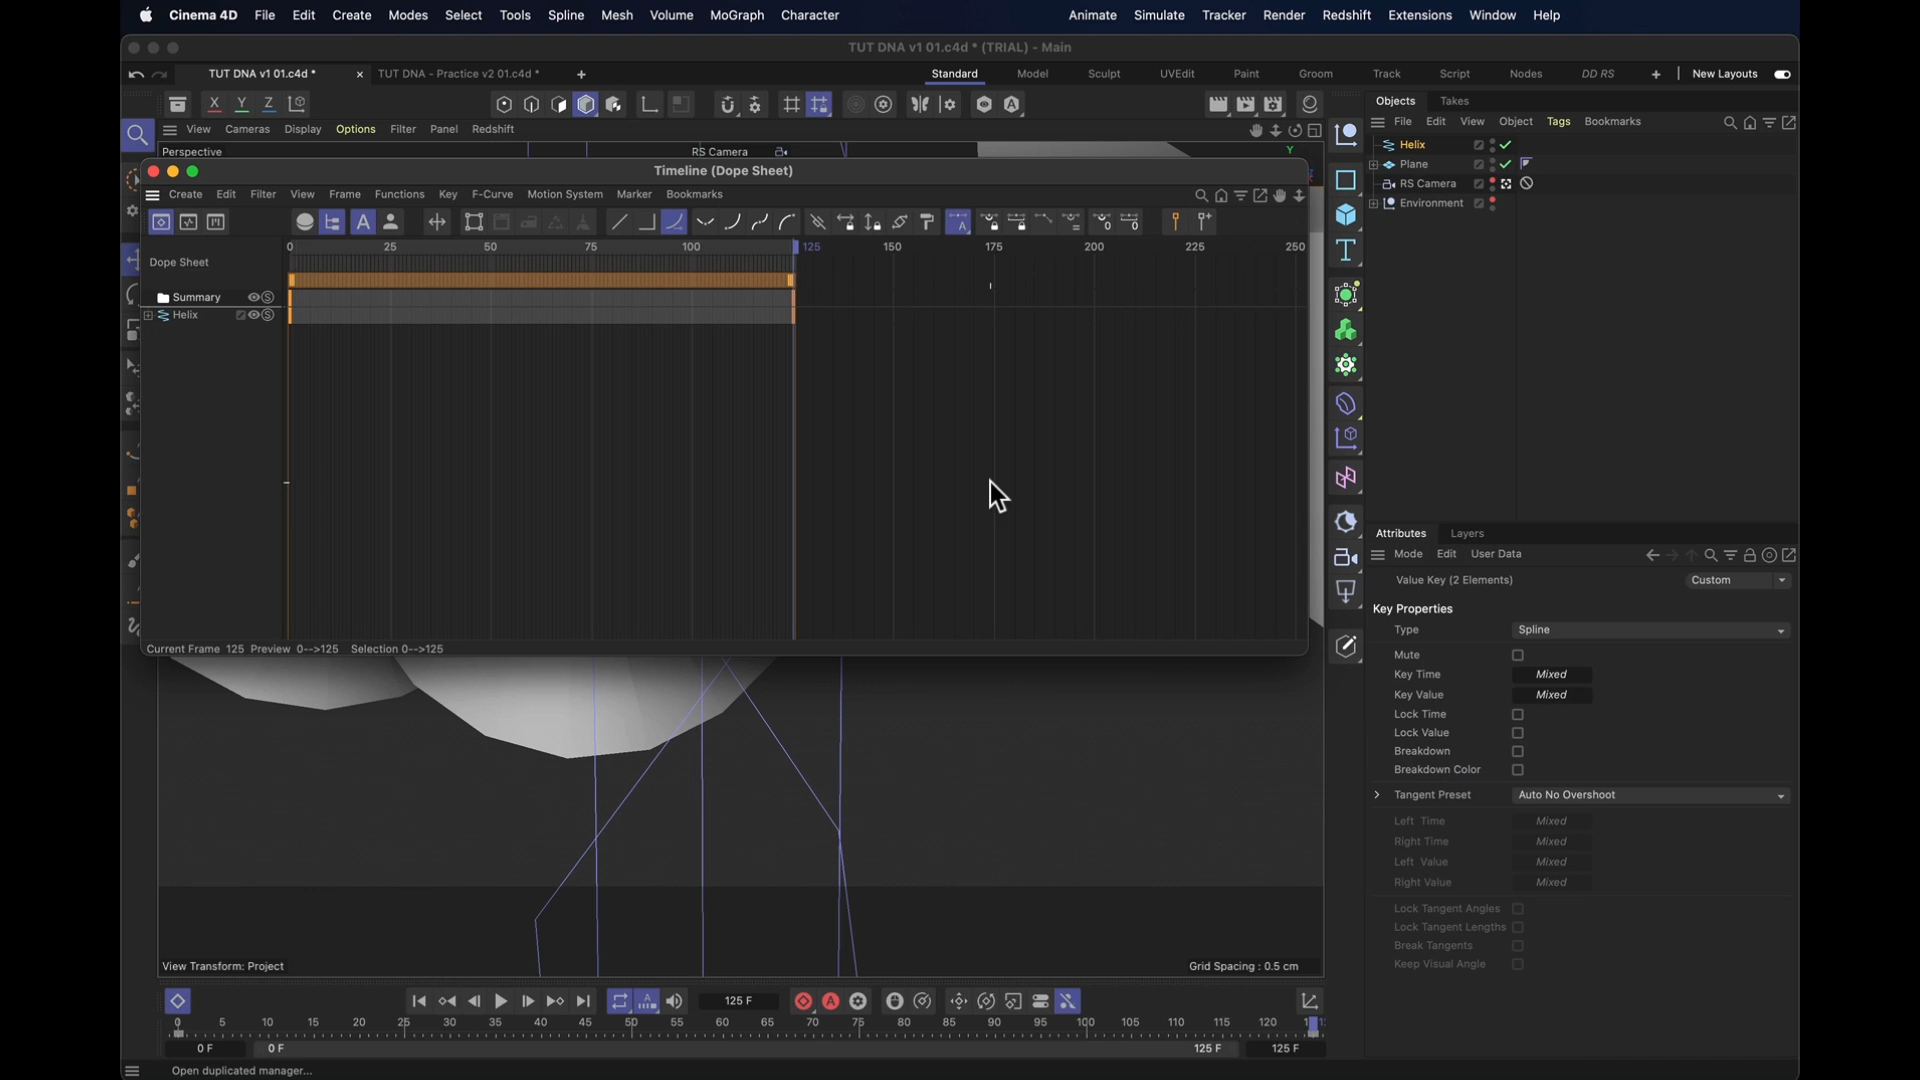 Cinema 4D File Edit Create Modes Select Tools Spline Mesh Volume MoGraph Character Animate Simulate Tracker Render Redshift Extensions Window Help
TUT DNA v1 01.c4d * (TRIAL) - Main
TUT DNA v1 01.c4d * × TUT DNA - Practice v2 01.c4d * + Standard Model Sculpt UVEdit Paint Groom Track Script Nodes DD RS + New Layouts
X Y Z
Objects Takes
View Cameras Display Options Filter Panel Redshift
File Edit View Object Tags Bookmarks
Perspective RS Camera Y
Helix
Plane
RS Camera
Environment
Timeline (Dope Sheet)
Create Edit Filter View Frame Functions Key F-Curve Motion System Marker Bookmarks
0 25 50 75 100 125 150 175 200 225 250
Dope Sheet
Summary
Helix
Current Frame 125 Preview 0-->125 Selection 0-->125
Attributes Layers
Mode Edit User Data
Value Key (2 Elements) Custom
Key Properties
Type Spline
Mute
Key Time Mixed
Key Value Mixed
Lock Time
Lock Value
Breakdown
Breakdown Color
Tangent Preset Auto No Overshoot
Left Time Mixed
Right Time Mixed
Left Value Mixed
Right Value Mixed
Lock Tangent Angles
Lock Tangent Lengths
Break Tangents
Keep Visual Angle
View Transform: Project Grid Spacing : 0.5 cm
125 F
0 5 10 15 20 25 30 35 40 45 50 55 60 65 70 75 80 85 90 95 100 105 110 115 120
0 F 0 F 125 F 125 F
Open duplicated manager...